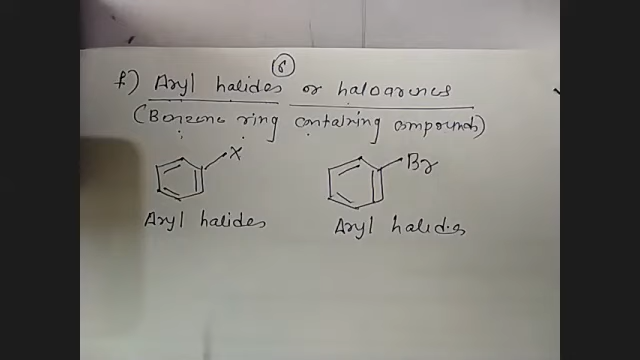 6
f) Aryl halides or haloarenes
(Benzene ring containing compounds)
X
Br
Aryl halides
Aryl halides